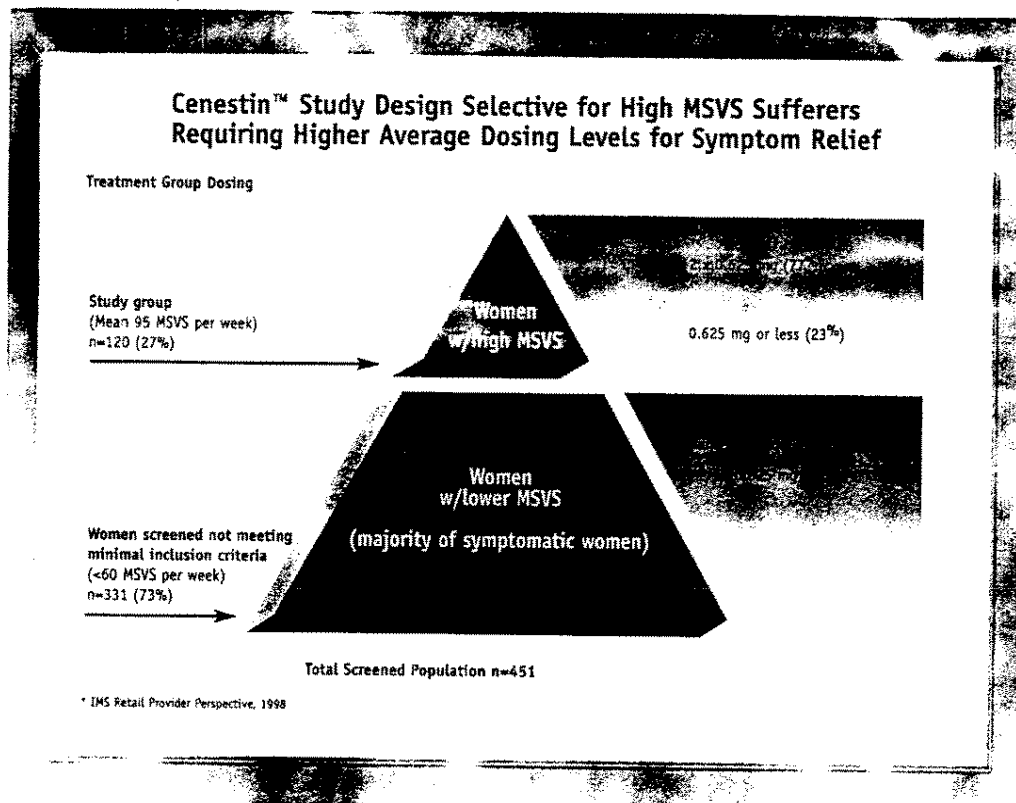 Cenestin™ Study Design Selective for High MSVS Sufferers
Requiring Higher Average Dosing Levels for Symptom Relief
Treatment Group Dosing
Study group
(Mean 95 MSVS per week)
n=120 (27%)
Women
w/high MSVS
0.625 mg or less (23%)
Women
w/lower MSVS
(majority of symptomatic women)
Women screened not meeting
minimal inclusion criteria
(<60 MSVS per week)
n=331 (73%)
Total Screened Population n=451
* IMS Retail Provider Perspective, 1998